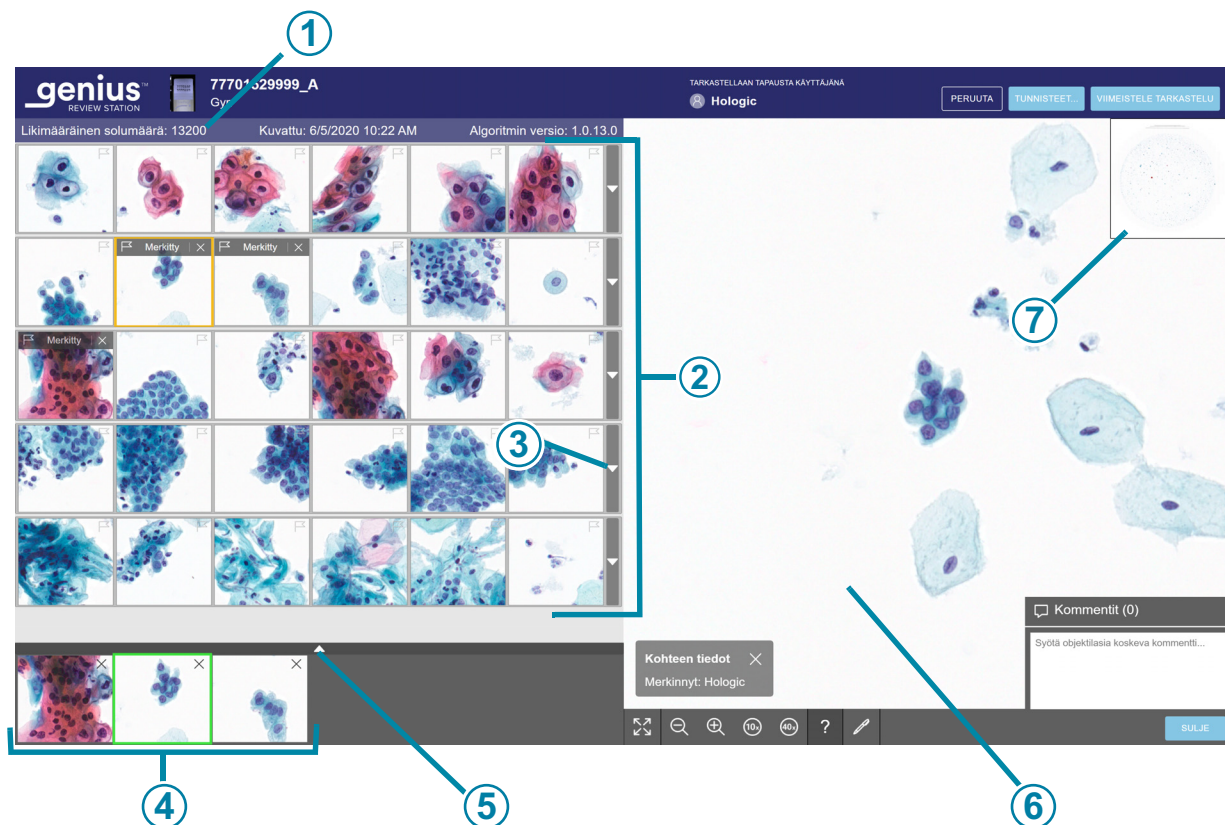 1
genius™
REVIEW STATION
77701529999_A
TARKASTELLAAN TAPAUSTA KÄYTTÄJÄNÄ
Hologic
PERUUTA
TUNNISTEET...
VIIMEISTELE TARKASTELU
Likimääräinen solumäärä: 13200 Kuvattu: 6/5/2020 10:22 AM Algoritmin versio: 1.0.13.0
Merkitty Merkitty
7
Merkitty
2
3
Kommentit (0)
Syötä objektilasia koskeva kommentti...
Kohteen tiedot
Merkinnyt: Hologic
10x 40x ?
SULJE
4 5 6